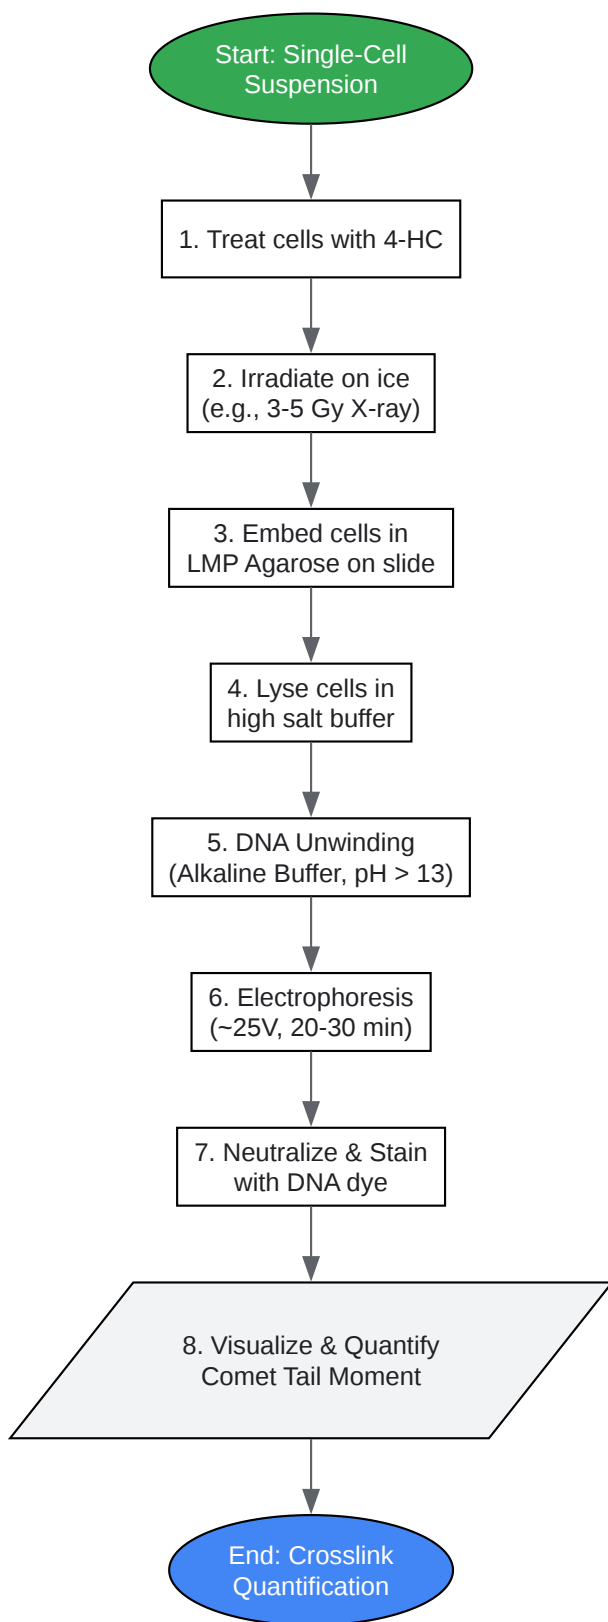 Start: Single-Cell
Suspension
1. Treat cells with 4-HC
2. Irradiate on ice
(e.g., 3-5 Gy X-ray)
3. Embed cells in
LMP Agarose on slide
4. Lyse cells in
high salt buffer
5. DNA Unwinding
(Alkaline Buffer, pH > 13)
6. Electrophoresis
(~25V, 20-30 min)
7. Neutralize & Stain
with DNA dye
8. Visualize & Quantify
Comet Tail Moment
End: Crosslink
Quantification